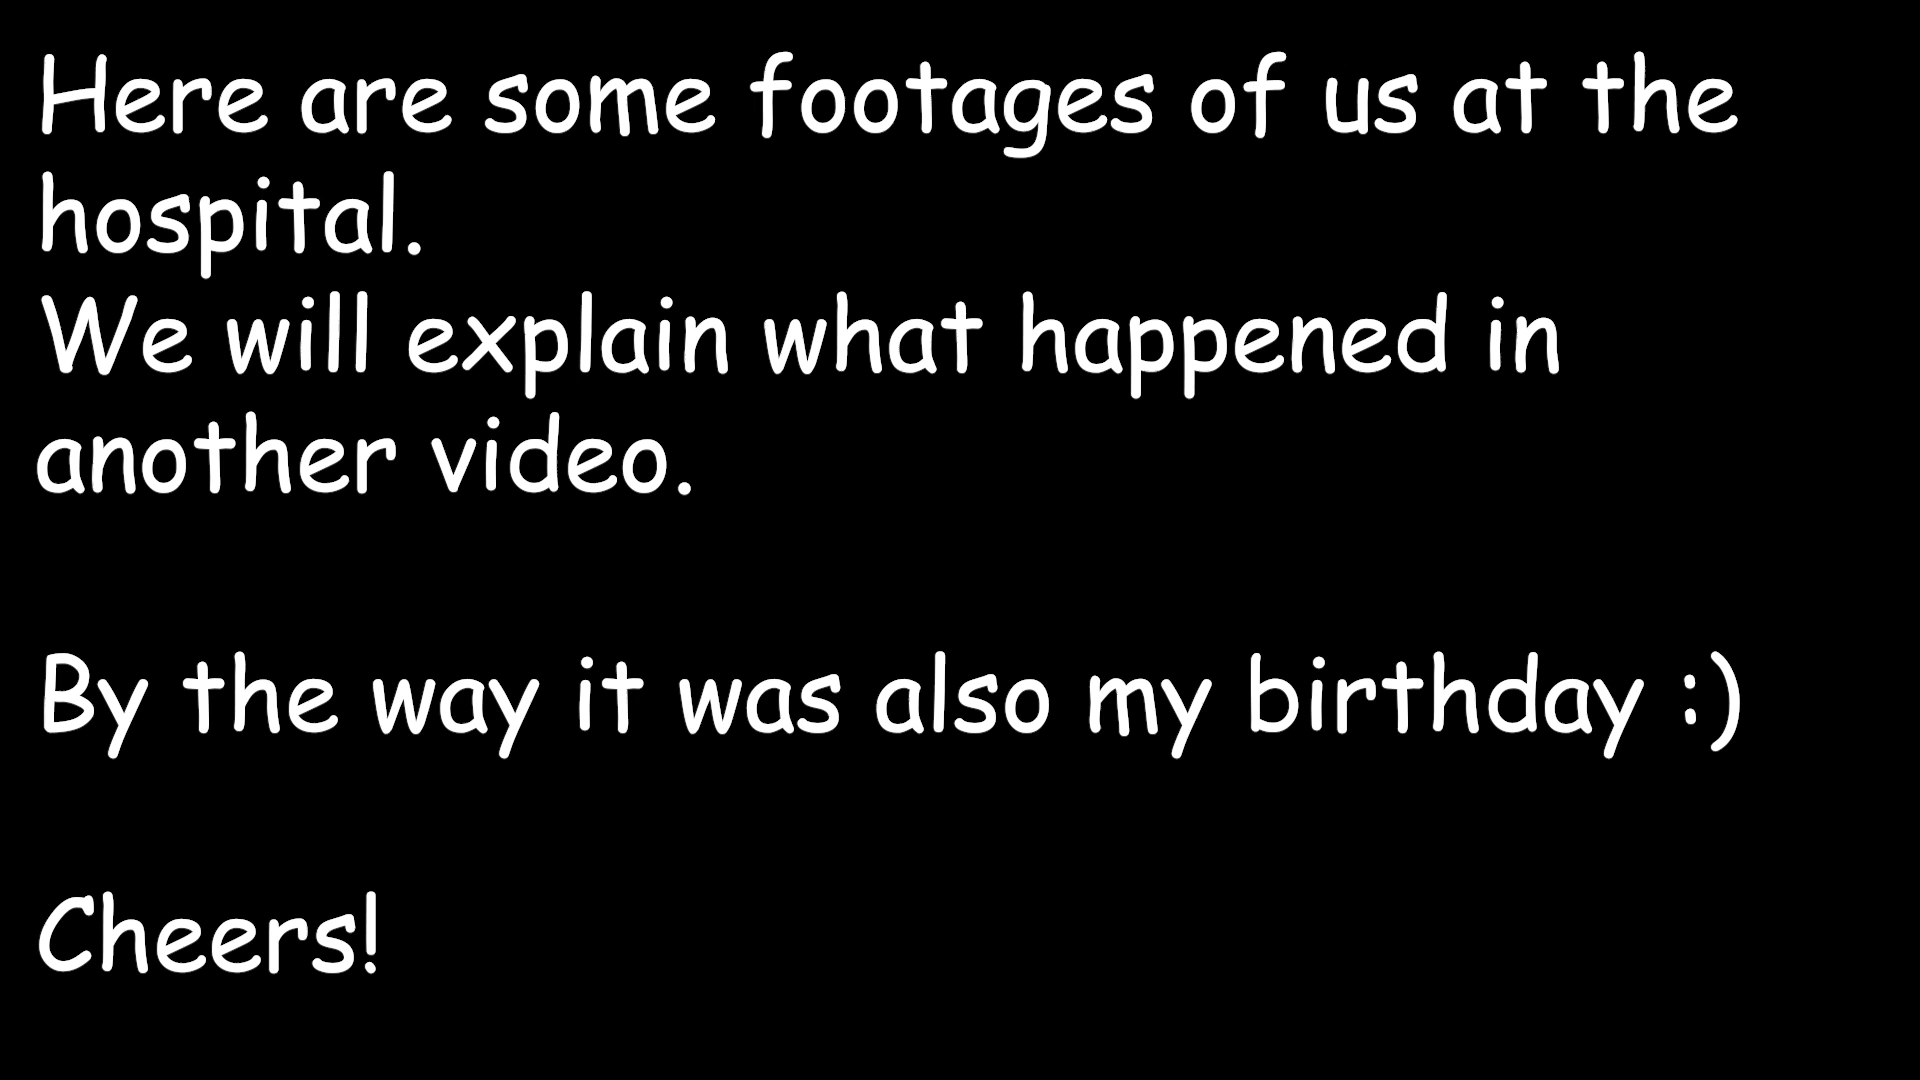 Here are some footages of us at the
hospital.
We will explain what happened in
another video.
By the way it was also my birthday :)
Cheers!